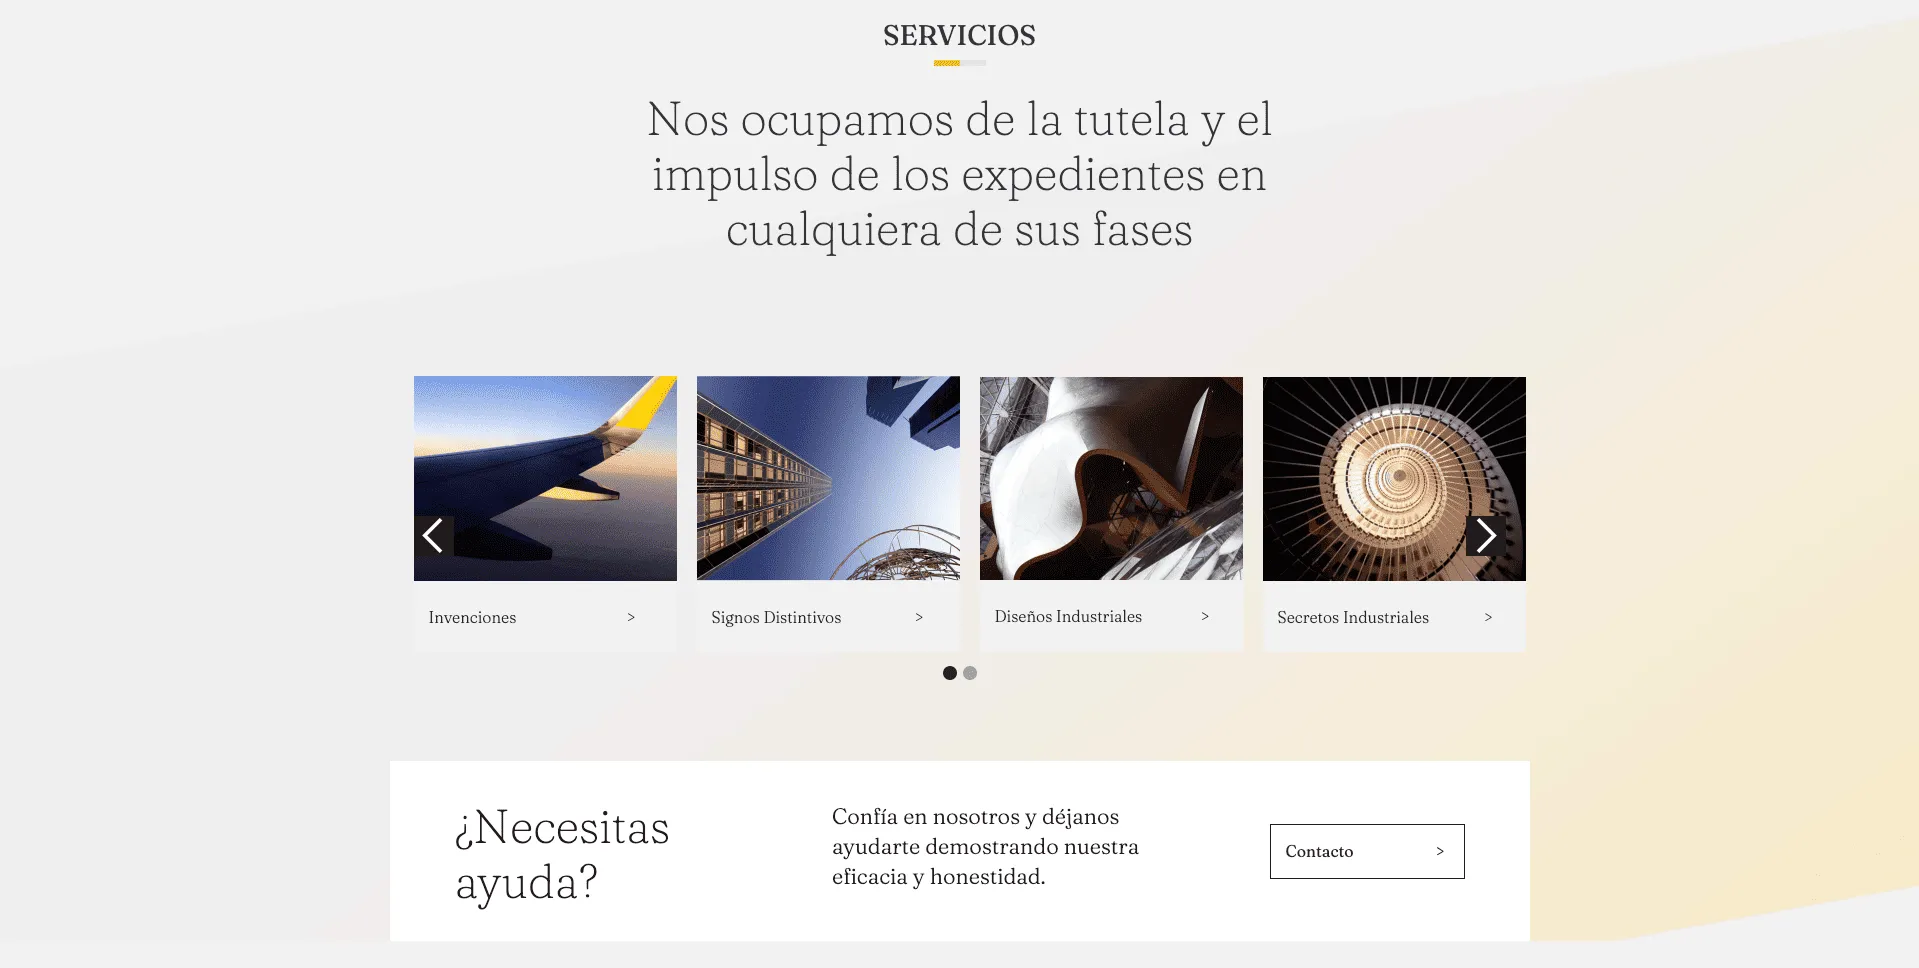 SERVICIOS
Nos ocupamos de la tutela y el
impulso de los expedientes en
cualquiera de sus fases
Invenciones >
Signos Distintivos >
Diseños Industriales >
Secretos Industriales >
¿Necesitas
ayuda?
Confía en nosotros y déjanos
ayudarte demostrando nuestra
eficacia y honestidad.
Contacto >